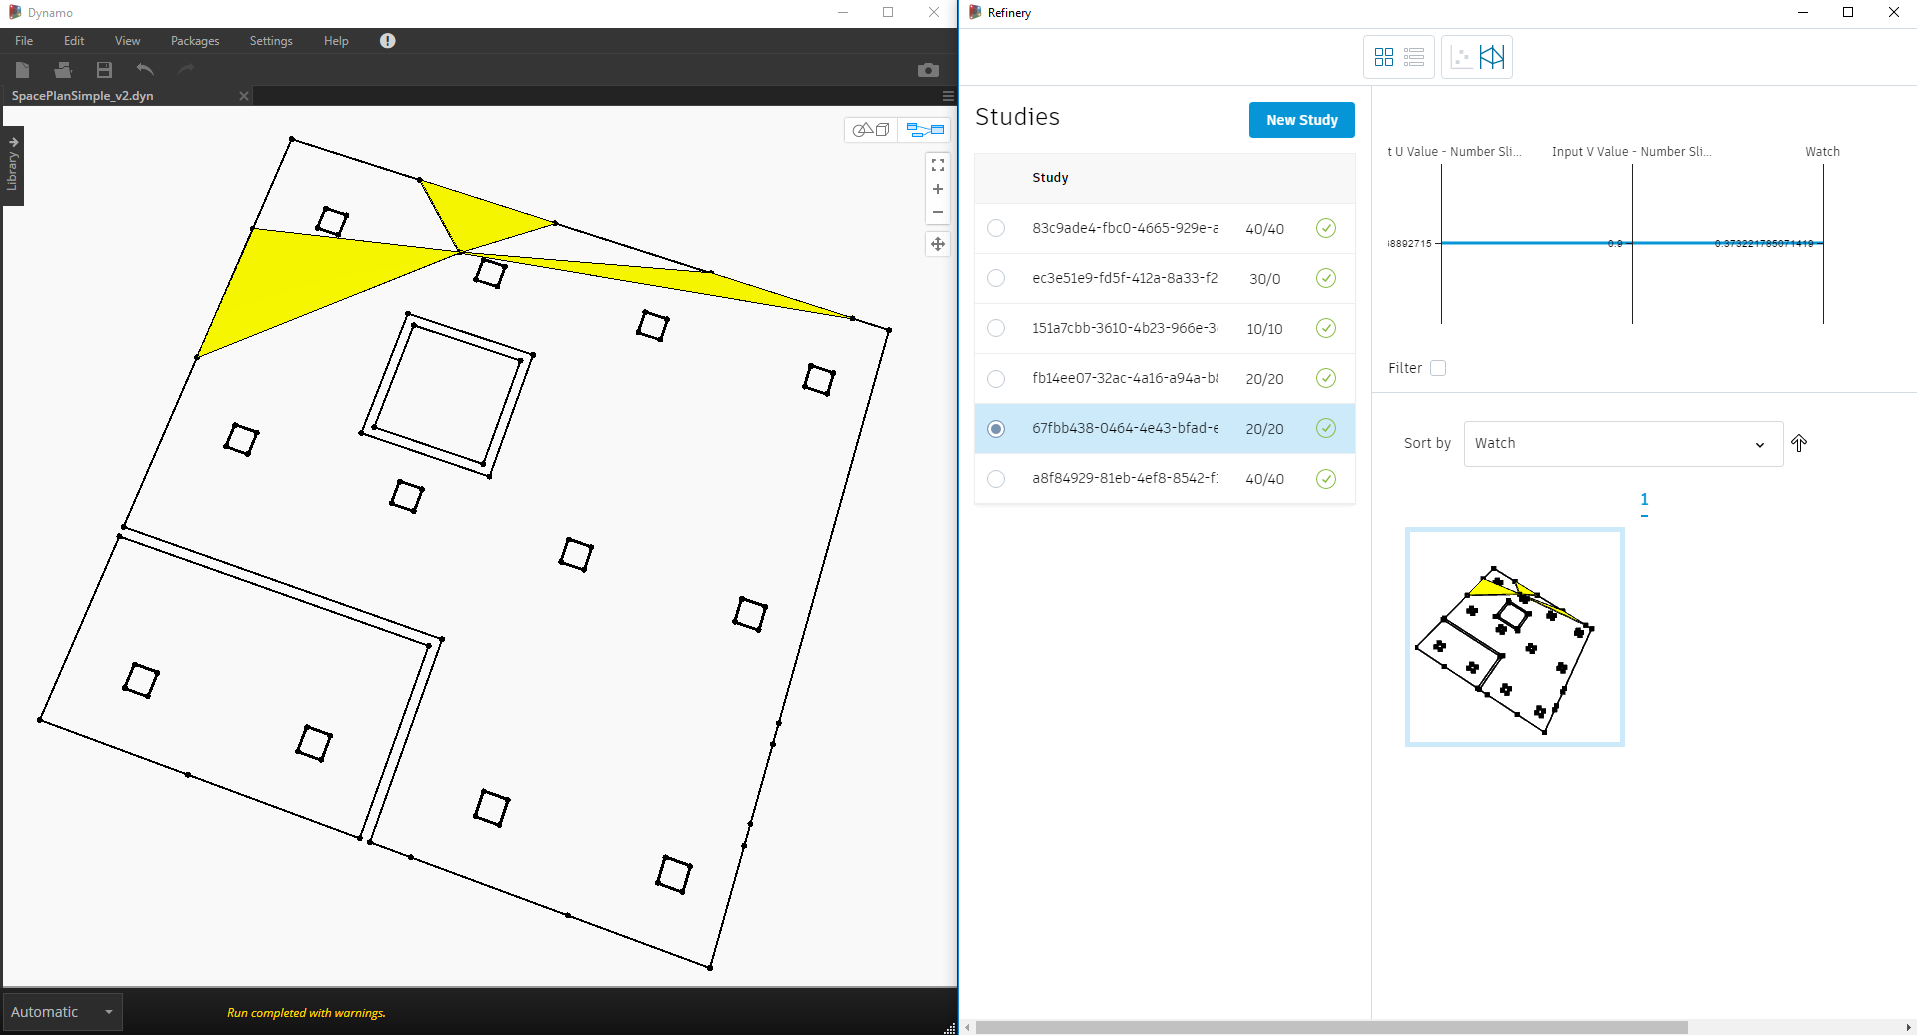 Dynamo
File Edit View Packages Settings Help
SpacePlanSimple_v2.dyn
Library
Automatic
Run completed with warnings.
Refinery
Studies
New Study
Study
83c9ade4-fbc0-4665-929e-a 40/40
ec3e51e9-fd5f-412a-8a33-f2 30/0
151a7cbb-3610-4b23-966e-3 10/10
fb14ee07-32ac-4a16-a94a-b 20/20
67fbb438-0464-4e43-bfad-e 20/20
a8f84929-81eb-4ef8-8542-f 40/40
t U Value - Number Sli... Input V Value - Number Sli... Watch
8892715 0.9 0.373221785071419
Filter
Sort by Watch
1